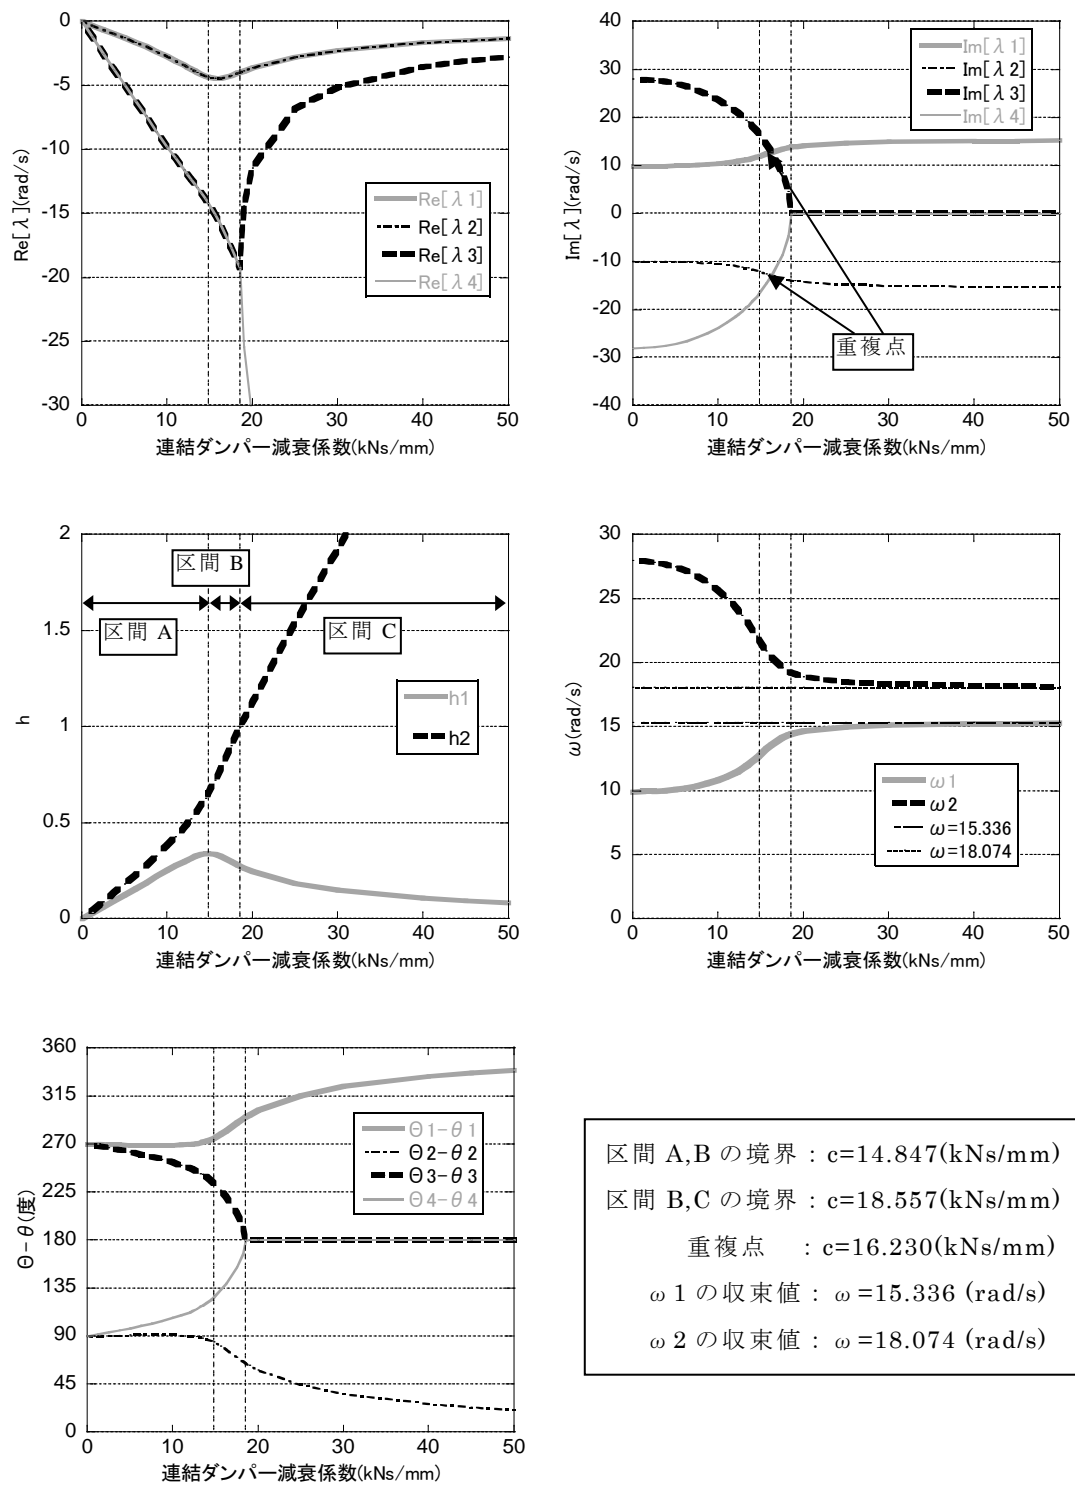 0
-5
-10
-15
-20
-25
-30
Re[λ](rad/s)
Re[λ1]
Re[λ2]
Re[λ3]
Re[λ4]
0 10 20 30 40 50
連結ダンパー減衰係数(kNs/mm)
40
30
20
10
0
-10
-20
-30
-40
Im[λ](rad/s)
Im[λ1]
Im[λ2]
Im[λ3]
Im[λ4]
重複点
0 10 20 30 40 50
連結ダンパー減衰係数(kNs/mm)
2
1.5
1
0.5
0
h
区間 B
区間 A
区間 C
h1
h2
0 10 20 30 40 50
連結ダンパー減衰係数(kNs/mm)
30
25
20
15
10
5
0
ω(rad/s)
ω1
ω2
ω=15.336
ω=18.074
0 10 20 30 40 50
連結ダンパー減衰係数(kNs/mm)
360
315
270
225
180
135
90
45
0
Θ-θ(度)
Θ1-θ1
Θ2-θ2
Θ3-θ3
Θ4-θ4
0 10 20 30 40 50
連結ダンパー減衰係数(kNs/mm)
区間 A,B の境界 : c=14.847(kNs/mm)
区間 B,C の境界 : c=18.557(kNs/mm)
重複点 : c=16.230(kNs/mm)
ω1 の収束値 : ω=15.336 (rad/s)
ω2 の収束値 : ω=18.074 (rad/s)